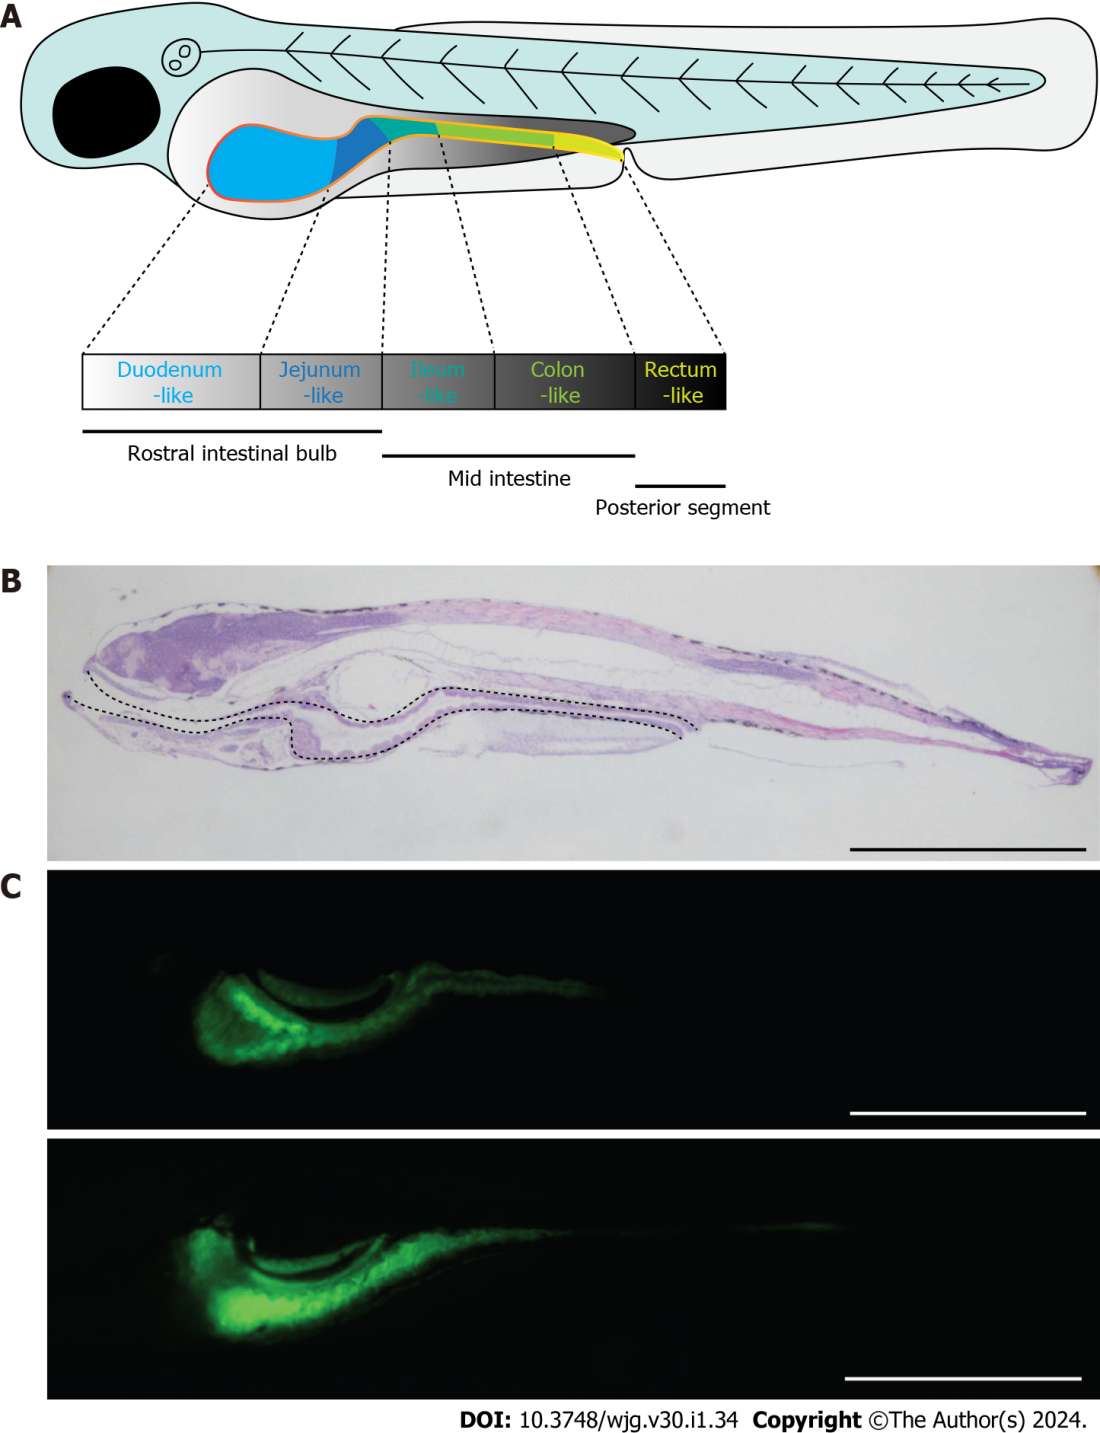 A
Duodenum
-like
Jejunum
-like
Ileum
-like
Colon
-like
Rectum
-like
Rostral intestinal bulb
Mid intestine
Posterior segment
B
C
DOI: 10.3748/wjg.v30.i1.34 Copyright ©The Author(s) 2024.